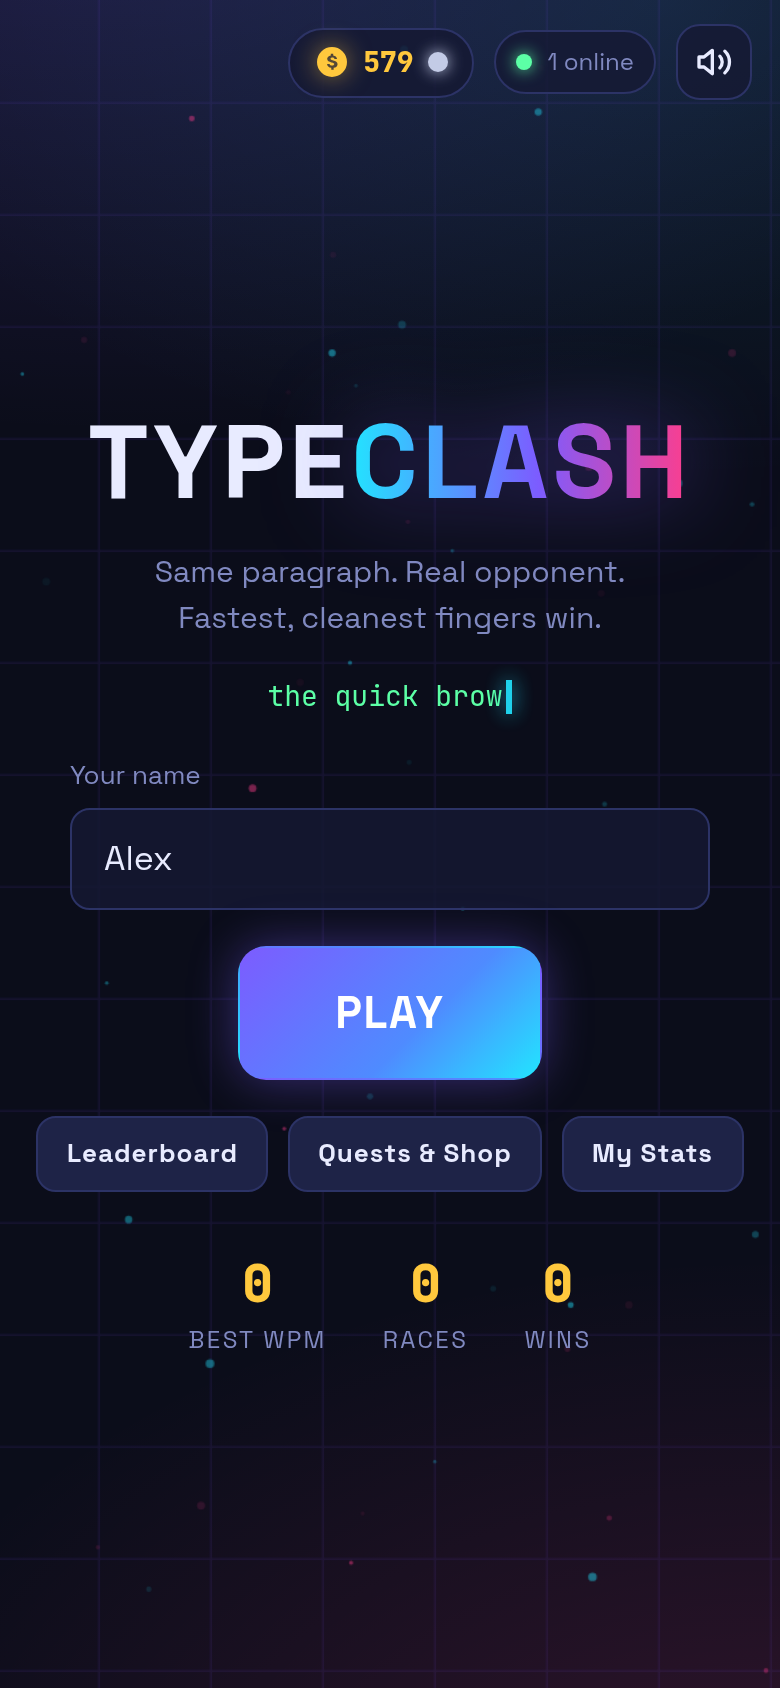 $ 579
1 online
TYPECLASH
Same paragraph. Real opponent.
Fastest, cleanest fingers win.
the quick brow
Your name
Alex
PLAY
Leaderboard
Quests & Shop
My Stats
0 0 0
BEST WPM RACES WINS